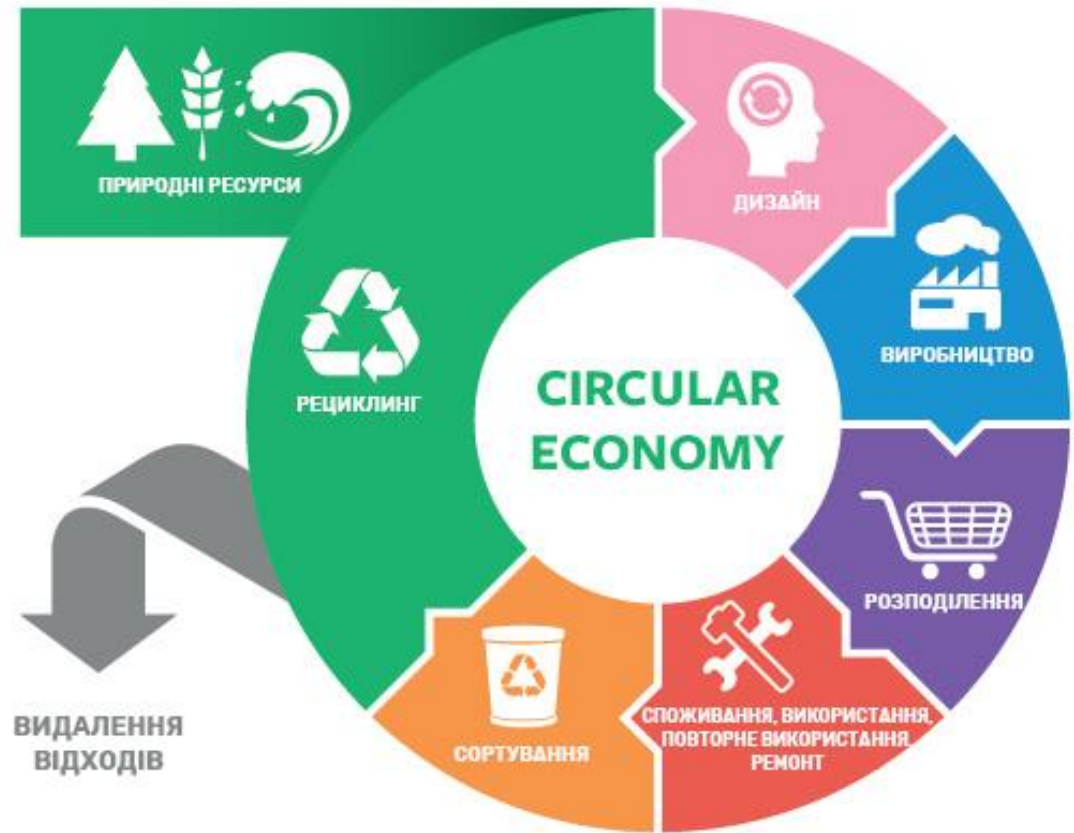 ПРИРОДНІ РЕСУРСИ
ДИЗАЙН
ВИРОБНИЦТВО
РЕЦИКЛИНГ
CIRCULAR
ECONOMY
РОЗПОДІЛЕННЯ
СПОЖИВАННЯ, ВИКОРИСТАННЯ,
ПОВТОРНЕ ВИКОРИСТАННЯ,
РЕМОНТ
СОРТУВАННЯ
ВИДАЛЕННЯ
ВІДХОДІВ